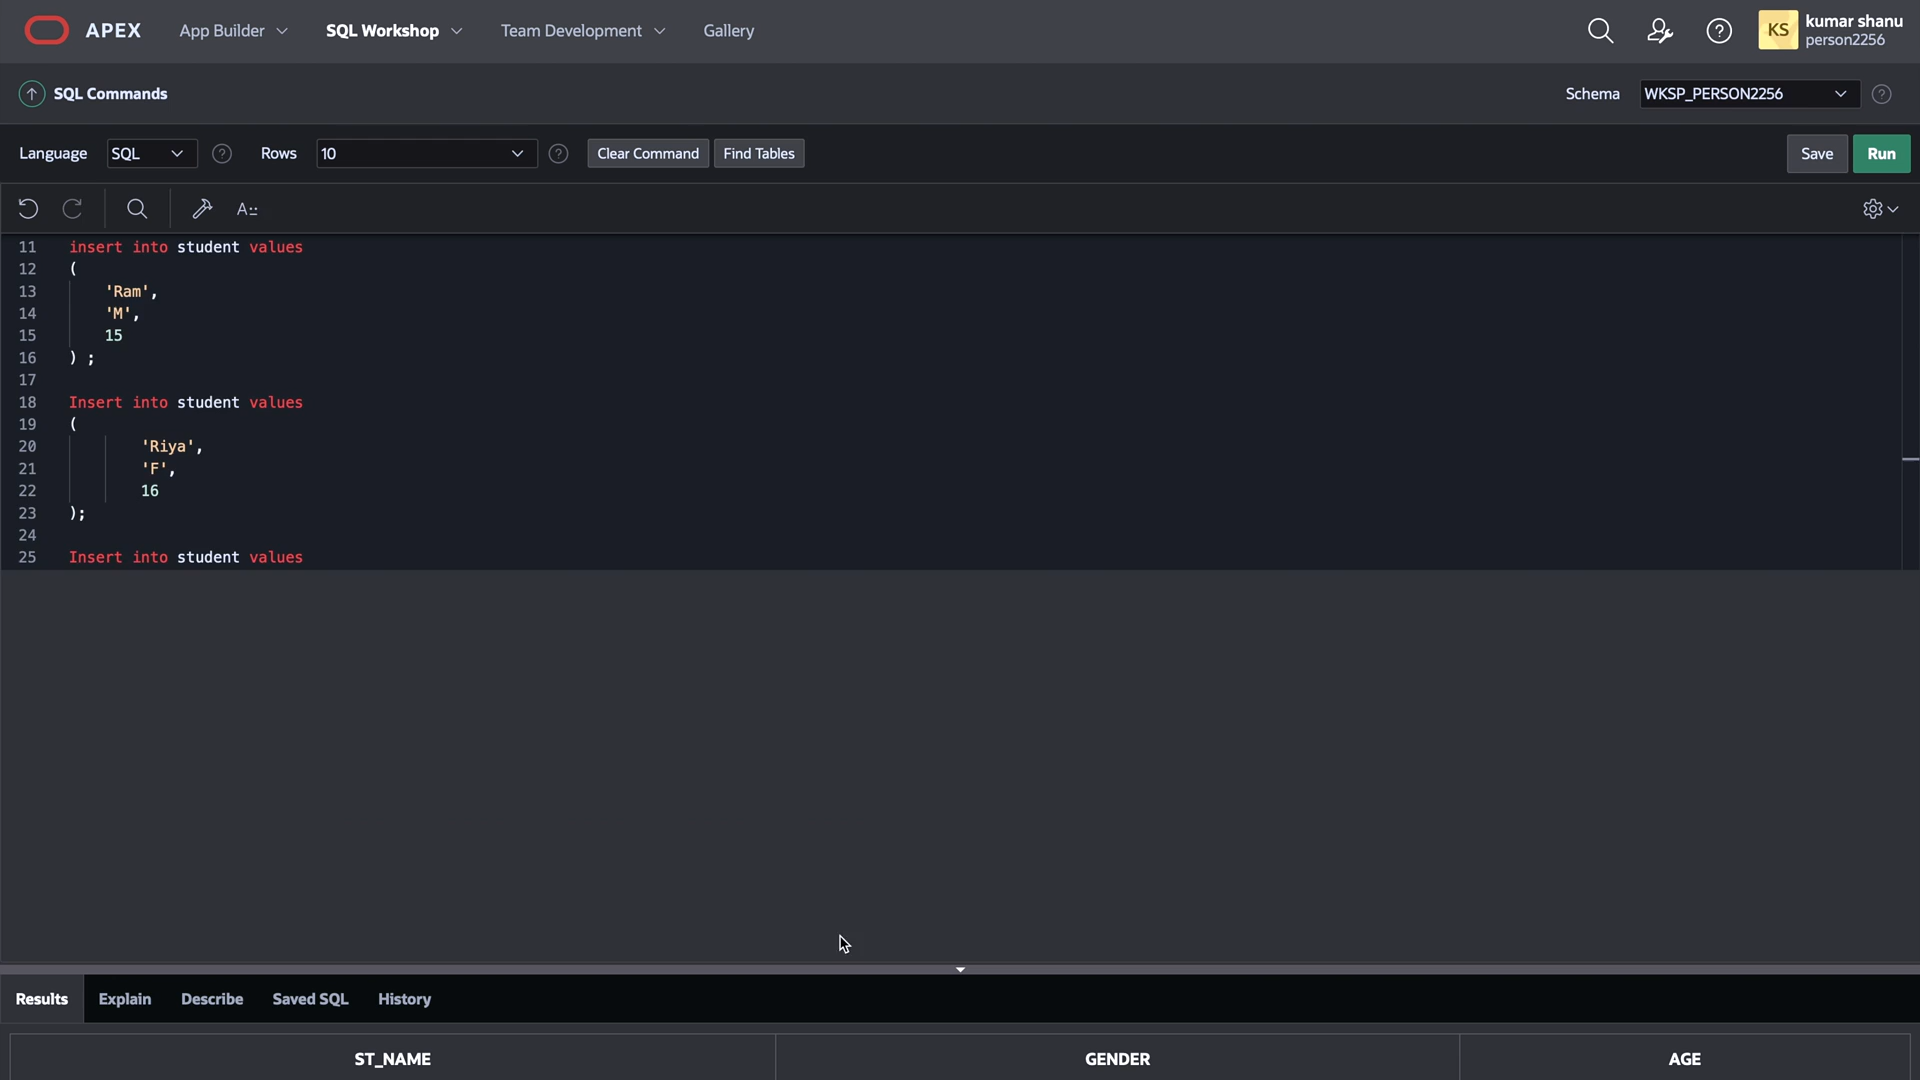 APEX App Builder SQL Workshop Team Development Gallery KS kumar shanu
person2256
SQL Commands Schema WKSP_PERSON2256
Language SQL Rows 10 Clear Command Find Tables Save Run
11 insert into student values
12 (
13 'Ram',
14 'M',
15 15
16 ) ;
17
18 Insert into student values
19 (
20 'Riya',
21 'F',
22 16
23 );
24
25 Insert into student values
Results Explain Describe Saved SQL History
ST_NAME GENDER AGE